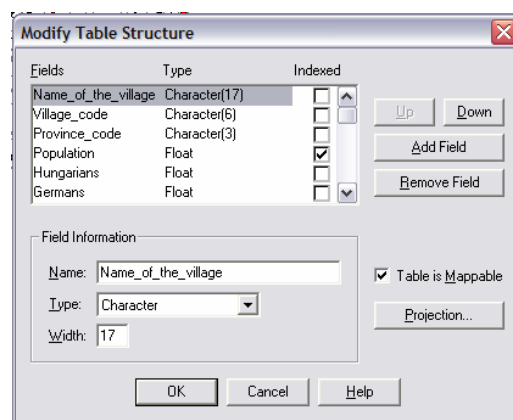 Modify Table Structure
Fields Type Indexed
Name_of_the_village Character(17)
Village_code Character(6)
Province_code Character(3)
Population Float
Hungarians Float
Germans Float
Up Down
Add Field
Remove Field
Field Information
Name: Name_of_the_village
Type: Character
Width: 17
Table is Mappable
Projection...
OK Cancel Help